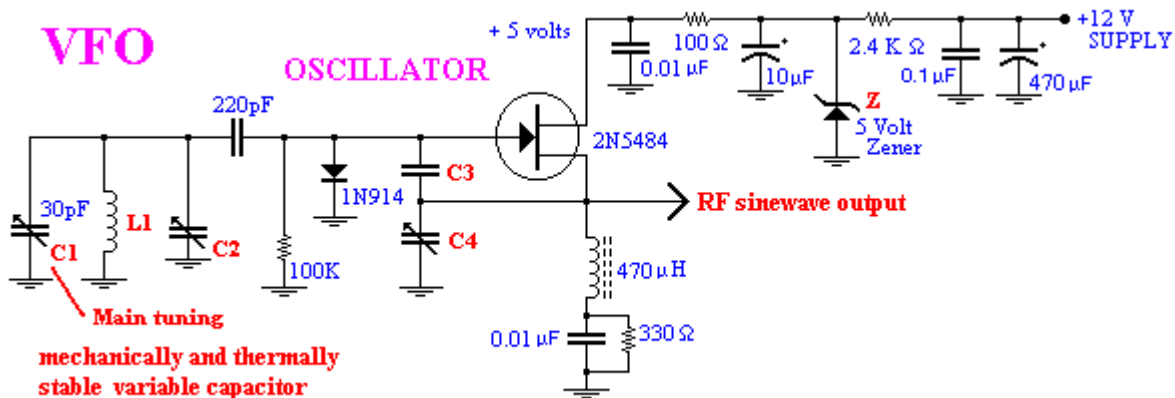 VFO
OSCILLATOR
+ 5 volts
0.01 µF
100 Ω
10µF
+
2.4 K Ω
0.1µF
+
470 µF
+12 V
SUPPLY
220pF
2N5484
Z
5 Volt
Zener
30pF
C1
L1
C2
1N914
C3
C4
100K
RF sinewave output
470 µH
0.01 µF
330 Ω
Main tuning
mechanically and thermally
stable variable capacitor